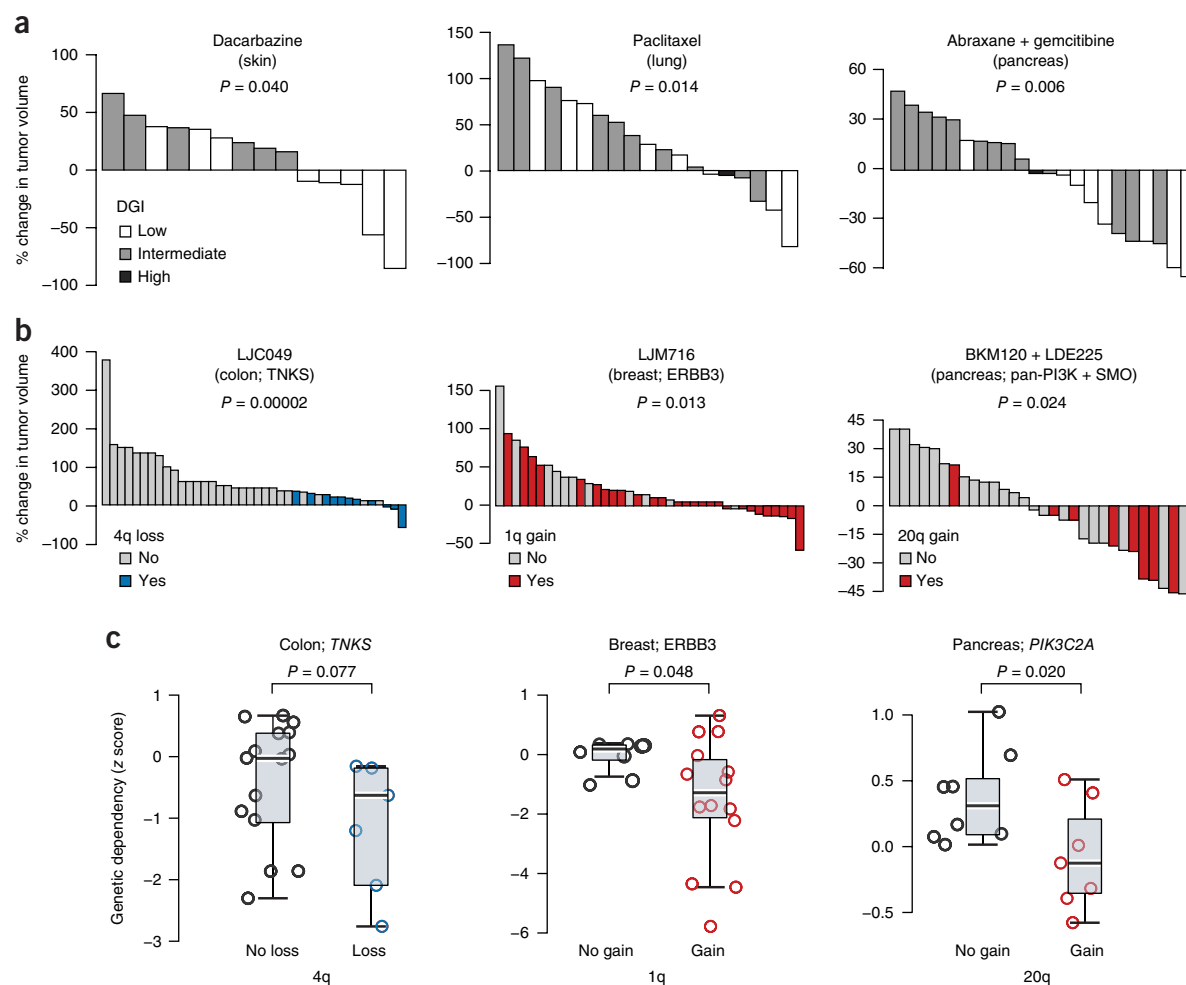 a
Dacarbazine
(skin)
P = 0.040
% change in tumor volume
100
50
0
−50
−100
DGI
Low
Intermediate
High
Paclitaxel
(lung)
P = 0.014
150
100
50
0
−50
−100
Abraxane + gemcitibine
(pancreas)
P = 0.006
60
30
0
−30
−60
b
LJC049
(colon; TNKS)
P = 0.00002
% change in tumor volume
400
300
200
100
0
−100
4q loss
No
Yes
LJM716
(breast; ERBB3)
P = 0.013
150
100
50
0
−50
1q gain
No
Yes
BKM120 + LDE225
(pancreas; pan-PI3K + SMO)
P = 0.024
45
30
15
0
−15
−30
−45
20q gain
No
Yes
c
Colon; TNKS
P = 0.077
Genetic dependency (z score)
1
0
−1
−2
−3
No loss
Loss
4q
Breast; ERBB3
P = 0.048
1
0
−2
−4
−6
No gain
Gain
1q
Pancreas; PIK3C2A
P = 0.020
1.0
0.5
0.0
−0.5
No gain
Gain
20q